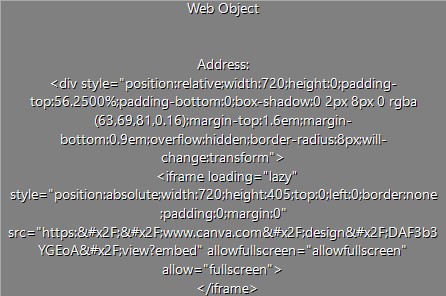 Web Object
Address:
<div style="position:relative;width:720;height:0;padding-
top:56.2500%;padding-bottom:0;box-shadow:0 2px 8px 0 rgba
(63,69,81,0.16);margin-top:1.6em;margin-
bottom:0.9em;overflow:hidden;border-radius:8px;will-
change:transform">
<iframe loading="lazy"
style="position:absolute;width:720;height:405;top:0;left:0;border:none
;padding:0;margin:0"
src="https:&#x2F;&#x2F;www.canva.com&#x2F;design&#x2F;DAF3b3
YGEoA&#x2F;view?embed" allowfullscreen="allowfullscreen"
allow="fullscreen">
</iframe>